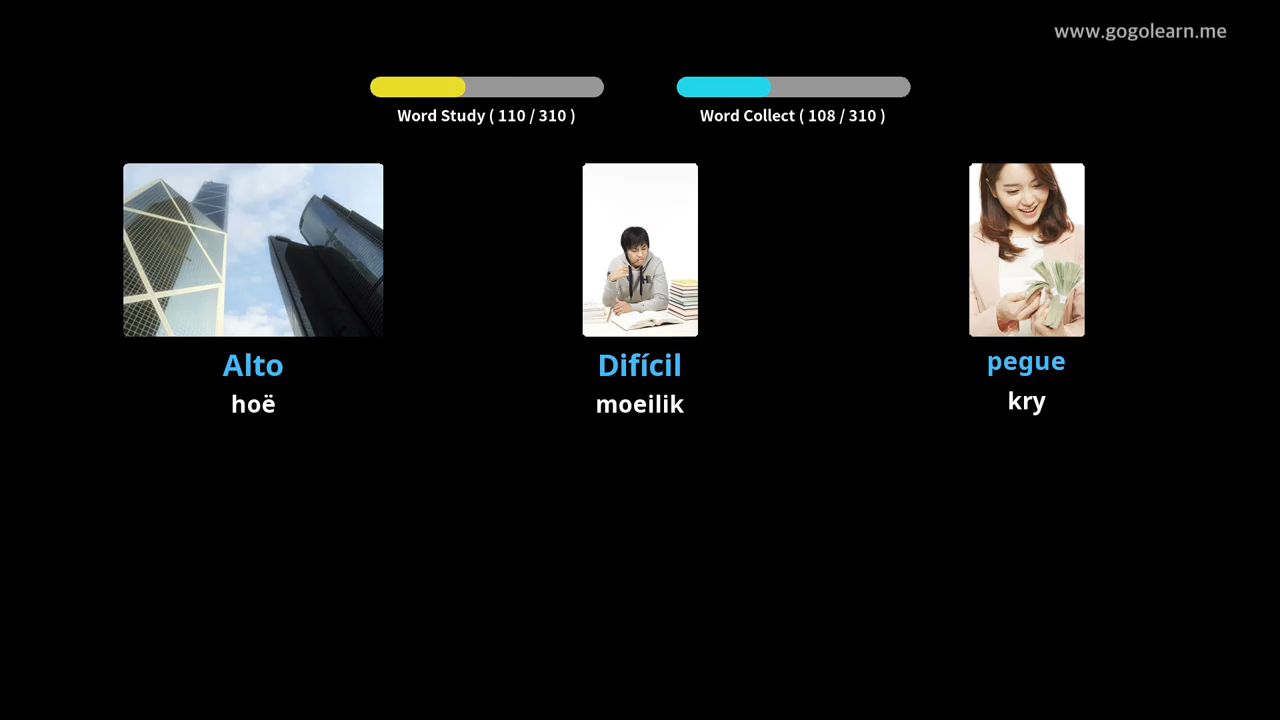 www.gogolearn.me
Word Study ( 110 / 310 )
Word Collect ( 108 / 310 )
Alto
hoë
Difícil
moeilik
pegue
kry